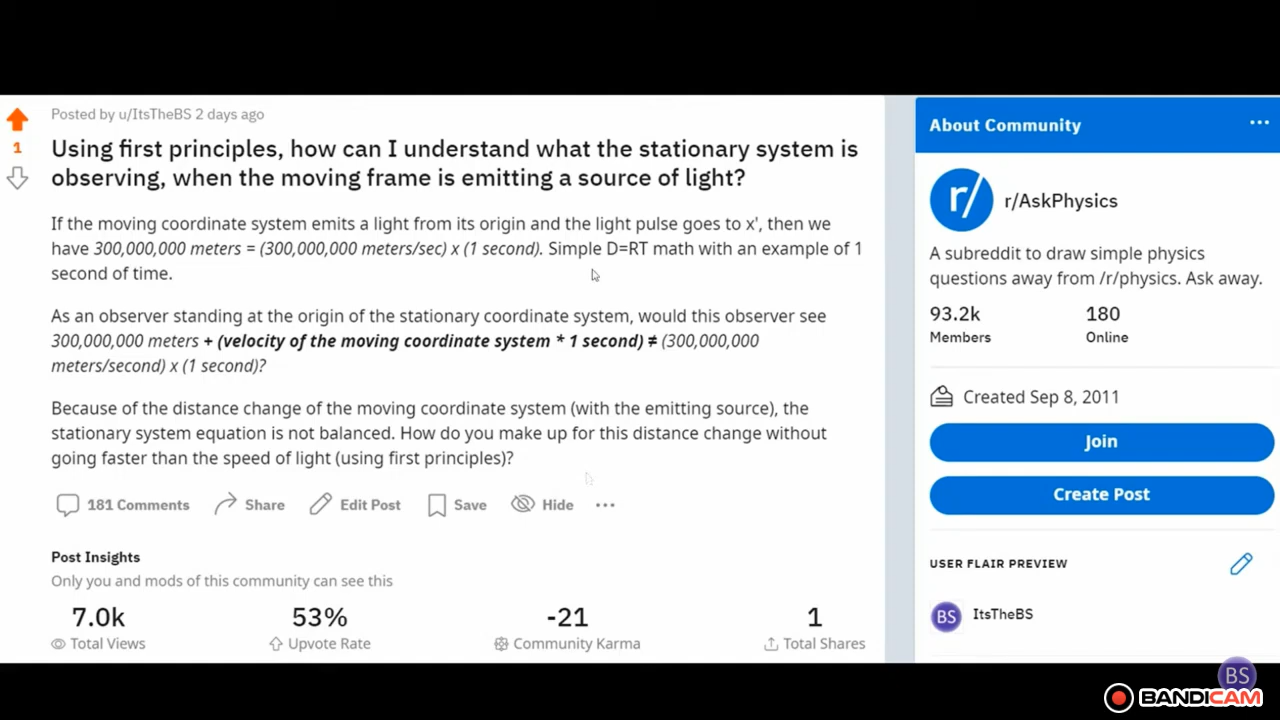 Posted by u/ItsTheBS 2 days ago
1
Using first principles, how can I understand what the stationary system is
observing, when the moving frame is emitting a source of light?
If the moving coordinate system emits a light from its origin and the light pulse goes to x', then we
have 300,000,000 meters = (300,000,000 meters/sec) x (1 second). Simple D=RT math with an example of 1
second of time.
As an observer standing at the origin of the stationary coordinate system, would this observer see
300,000,000 meters + (velocity of the moving coordinate system * 1 second) ≠ (300,000,000
meters/second) x (1 second)?
Because of the distance change of the moving coordinate system (with the emitting source), the
stationary system equation is not balanced. How do you make up for this distance change without
going faster than the speed of light (using first principles)?
181 Comments Share Edit Post Save Hide
Post Insights
Only you and mods of this community can see this
7.0k 53% -21 1
Total Views Upvote Rate Community Karma Total Shares
About Community
r/ r/AskPhysics
A subreddit to draw simple physics
questions away from /r/physics. Ask away.
93.2k 180
Members Online
Created Sep 8, 2011
Join
Create Post
USER FLAIR PREVIEW
BS ItsTheBS
BS
BANDICAM